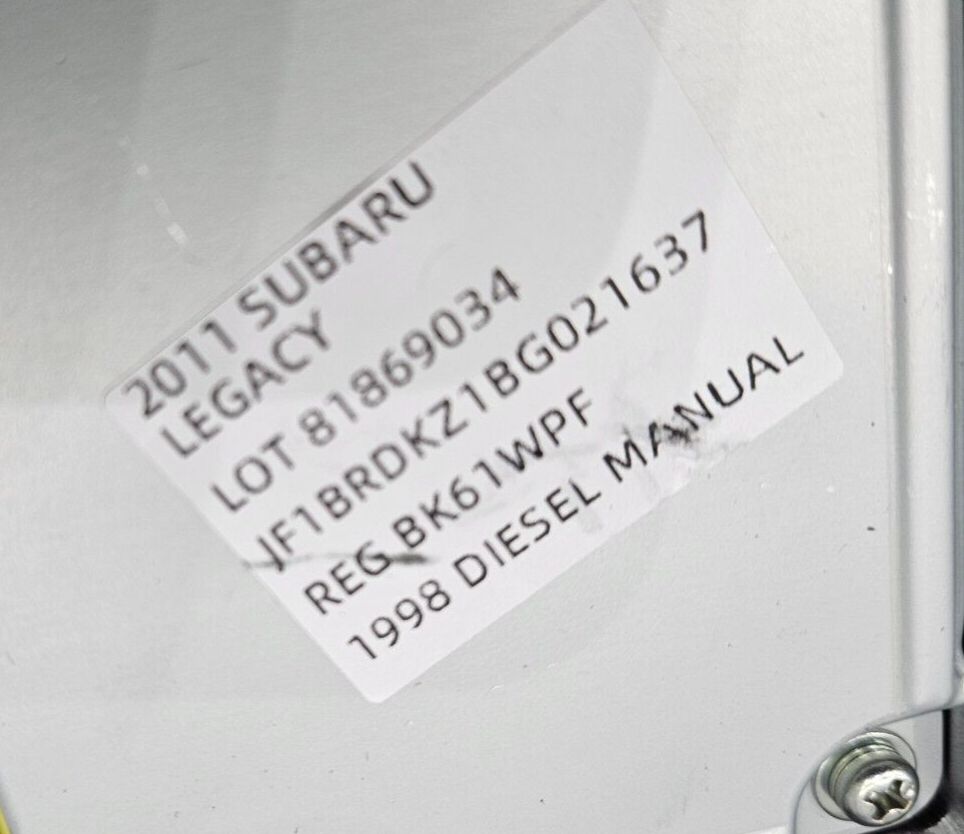 2011 SUBARU
LEGACY
LOT 81869034
JF1BRDKZ1BG021637
REG BK61WPF
1998 DIESEL MANUAL